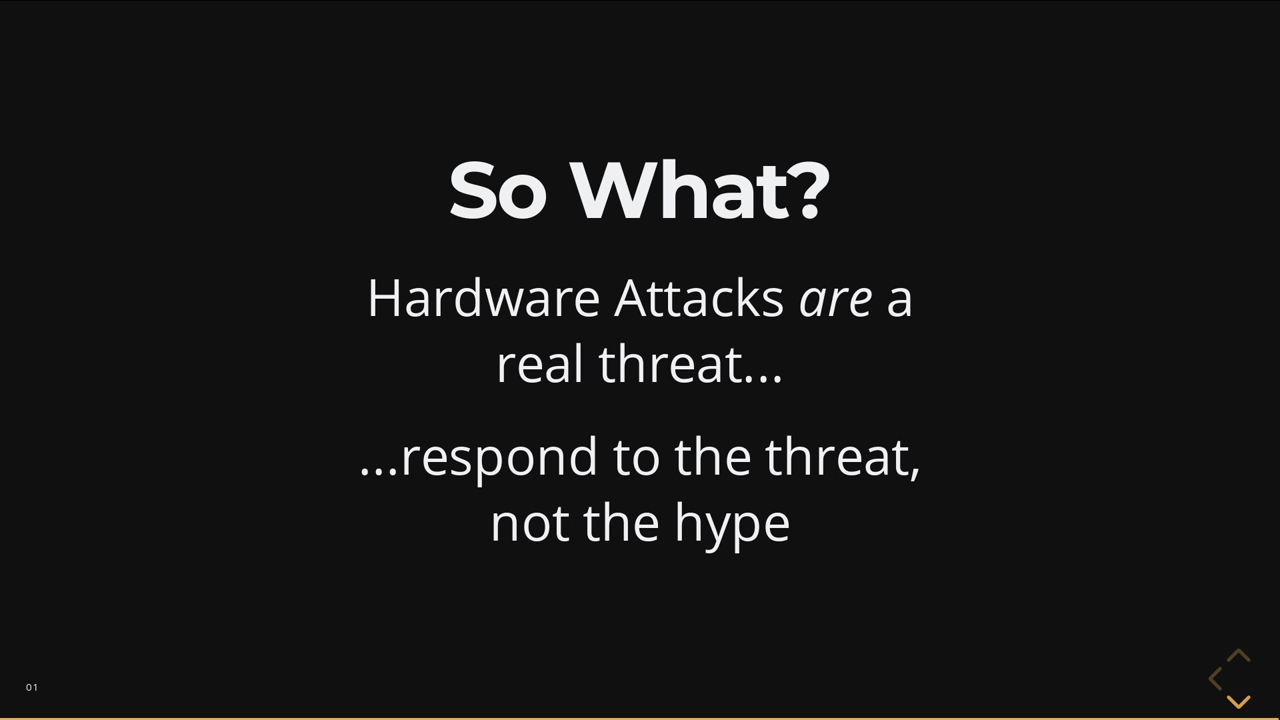 So What?
Hardware Attacks are a
real threat...
...respond to the threat,
not the hype
01